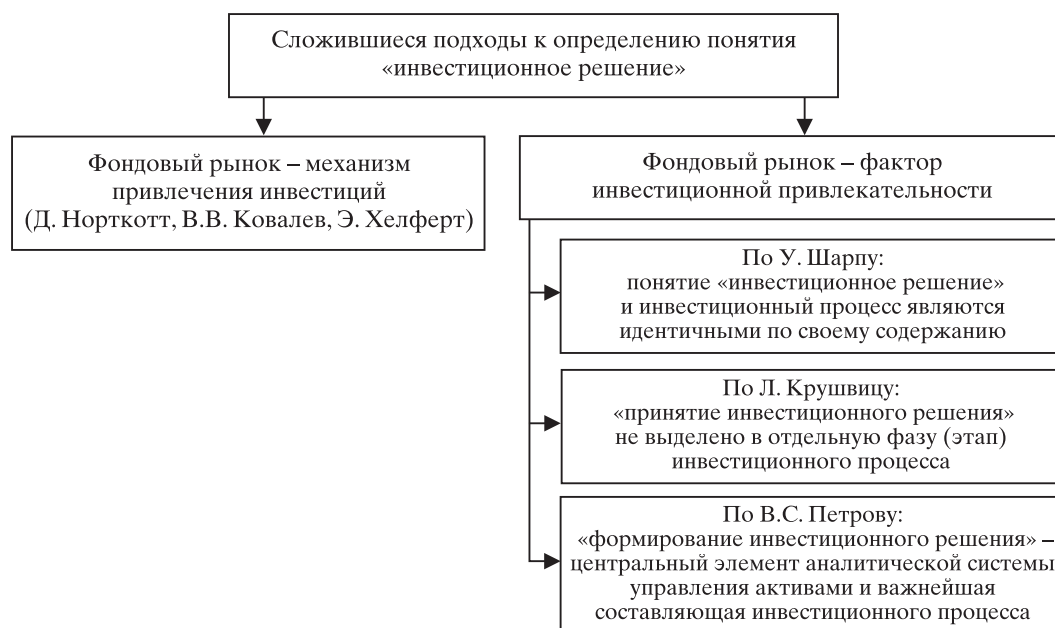 Сложившиеся подходы к определению понятия
«инвестиционное решение»
Фондовый рынок – механизм
привлечения инвестиций
(Д. Норткотт, В.В. Ковалев, Э. Хелферт)
Фондовый рынок – фактор
инвестиционной привлекательности
По У. Шарпу:
понятие «инвестиционное решение»
и инвестиционный процесс являются
идентичными по своему содержанию
По Л. Крушвицу:
«принятие инвестиционного решения»
не выделено в отдельную фазу (этап)
инвестиционного процесса
По В.С. Петрову:
«формирование инвестиционного решения» –
центральный элемент аналитической системы
управления активами и важнейшая
составляющая инвестиционного процесса